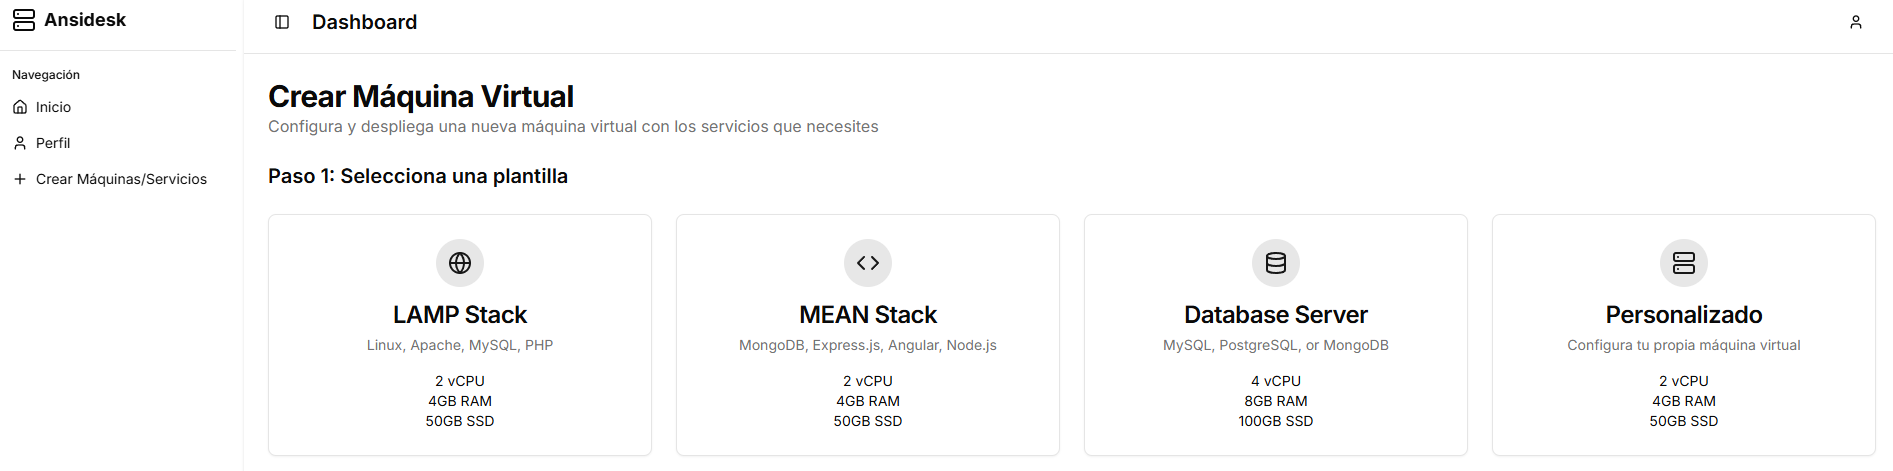 Ansidesk
Dashboard
Navegación
Inicio
Perfil
Crear Máquinas/Servicios
Crear Máquina Virtual
Configura y despliega una nueva máquina virtual con los servicios que necesites
Paso 1: Selecciona una plantilla
LAMP Stack
Linux, Apache, MySQL, PHP
2 vCPU
4GB RAM
50GB SSD
MEAN Stack
MongoDB, Express.js, Angular, Node.js
2 vCPU
4GB RAM
50GB SSD
Database Server
MySQL, PostgreSQL, or MongoDB
4 vCPU
8GB RAM
100GB SSD
Personalizado
Configura tu propia máquina virtual
2 vCPU
4GB RAM
50GB SSD